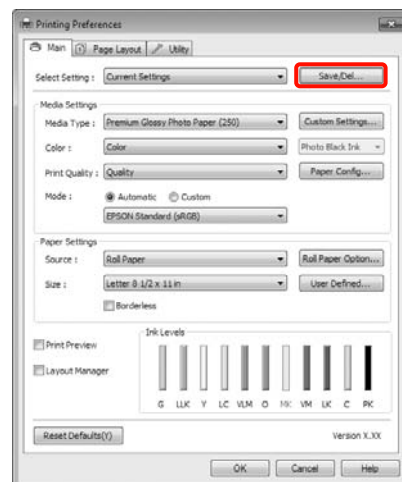 Printing Preferences
Main Page Layout Utility
Select Setting : Current Settings Save/Del...
Media Settings
Media Type : Premium Glossy Photo Paper (250) Custom Settings...
Color : Color Photo Black Ink
Print Quality : Quality Paper Config...
Mode : Automatic Custom
EPSON Standard (sRGB)
Paper Settings
Source : Roll Paper Roll Paper Option...
Size : Letter 8 1/2 x 11 in User Defined...
Borderless
Ink Levels
Print Preview
Layout Manager
G LLK Y LC VLM O MK VM LK C PK
Reset Defaults(Y) Version X.XX
OK Cancel Help